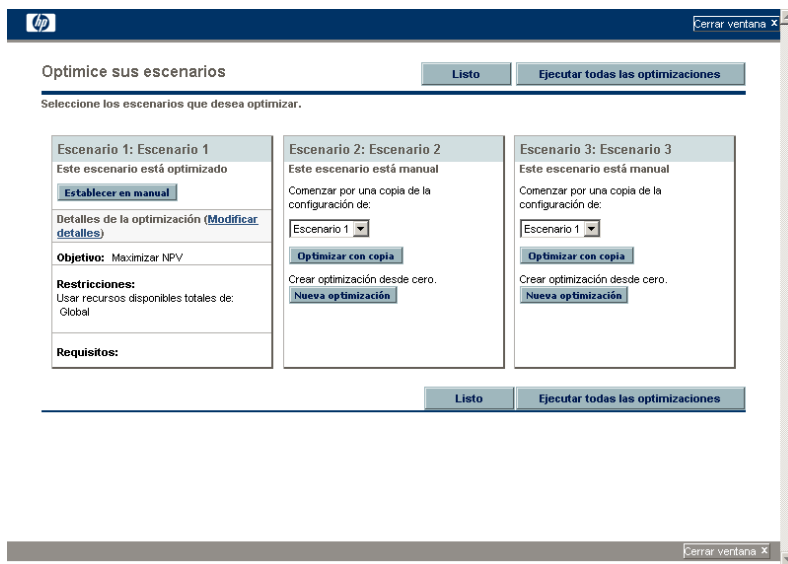 hp
Cerrar ventana x
Optimice sus escenarios
Listo
Ejecutar todas las optimizaciones
Seleccione los escenarios que desea optimizar.
Escenario 1: Escenario 1
Este escenario está optimizado
Establecer en manual
Detalles de la optimización (Modificar
detalles)
Objetivo: Maximizar NPV
Restricciones:
Usar recursos disponibles totales de:
Global
Requisitos:
Escenario 2: Escenario 2
Este escenario está manual
Comenzar por una copia de la
configuración de:
Escenario 1
Optimizar con copia
Crear optimización desde cero.
Nueva optimización
Escenario 3: Escenario 3
Este escenario está manual
Comenzar por una copia de la
configuración de:
Escenario 1
Optimizar con copia
Crear optimización desde cero.
Nueva optimización
Listo
Ejecutar todas las optimizaciones
Cerrar ventana x